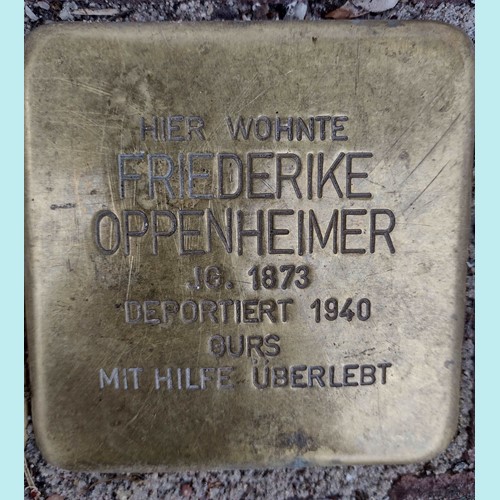 HIER WOHNTE
FRIEDERIKE
OPPENHEIMER
JG. 1873
DEPORTIERT 1940
GURS
MIT HILFE ÜBERLEBT